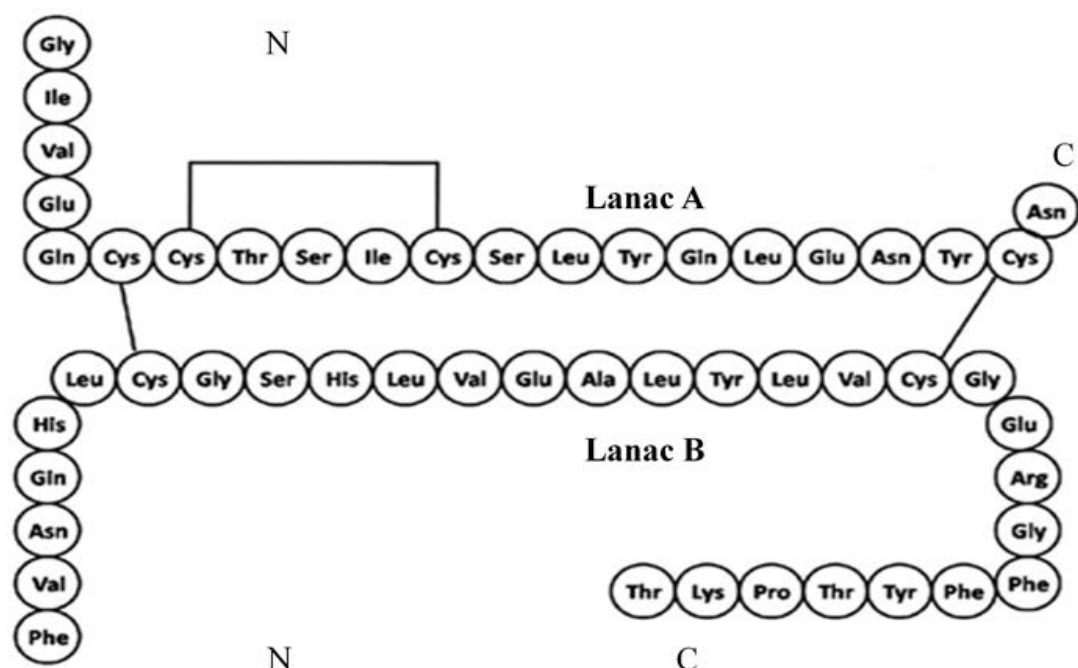 Gly N
Ile
Val
Glu
Lanac A
C
Asn
Gln Cys Cys Thr Ser Ile Cys Ser Leu Tyr Gln Leu Glu Asn Tyr Cys
Leu Cys Gly Ser His Leu Val Glu Ala Leu Tyr Leu Val Cys Gly
His Glu
Lanac B
Gln Arg
Asn Gly
Val Thr Lys Pro Thr Tyr Phe Phe
Phe
N C